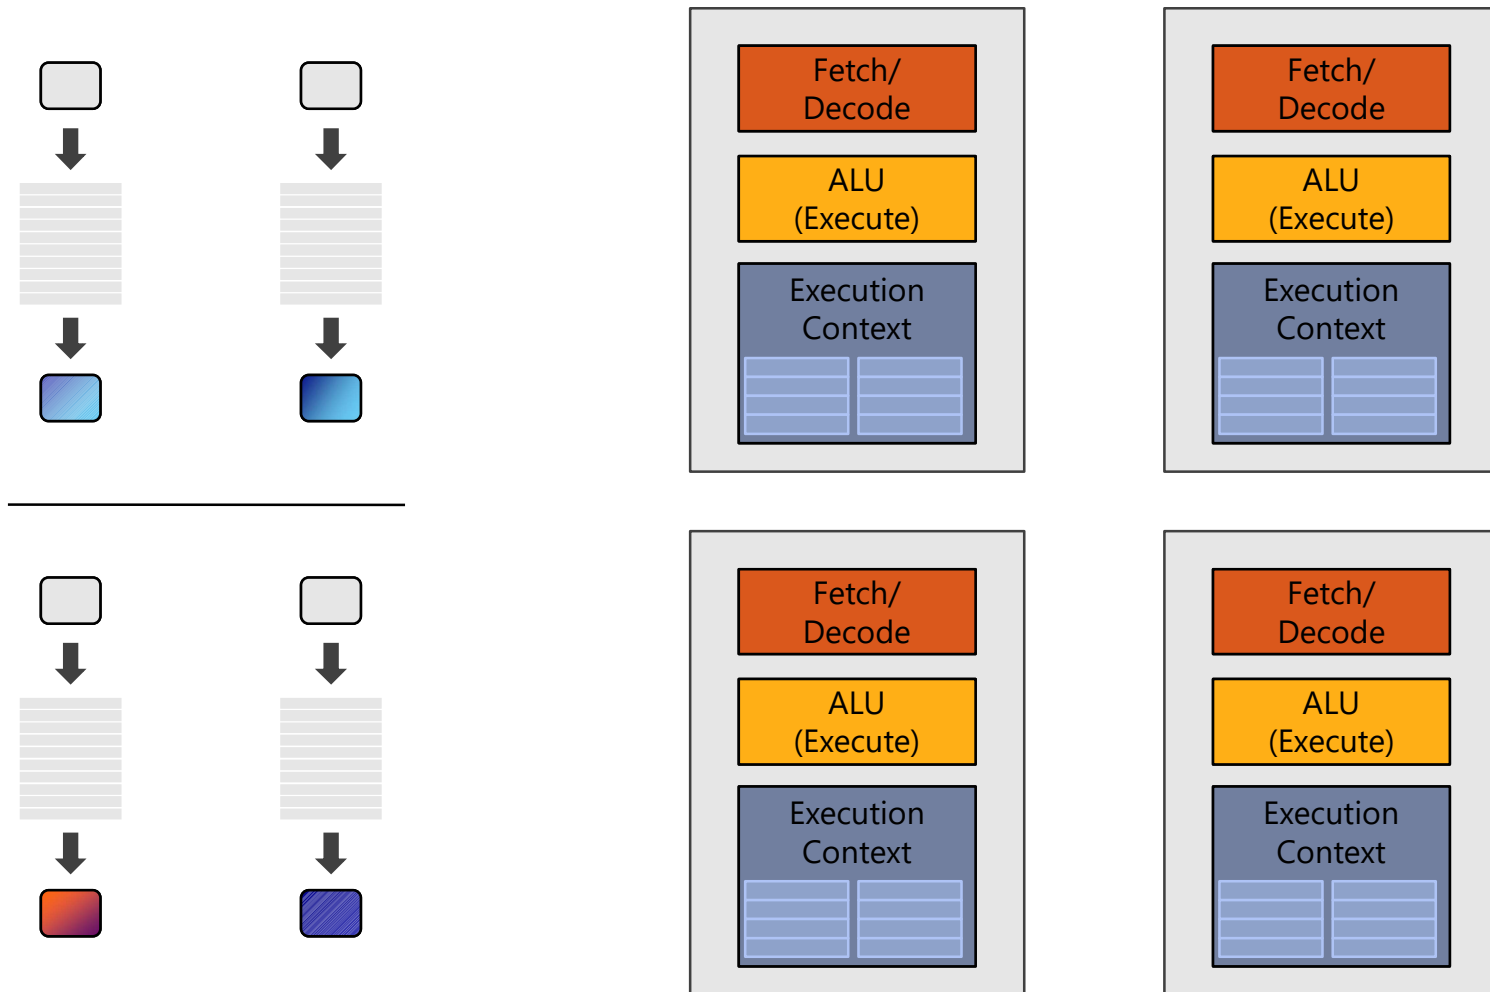 Fetch/
Decode
ALU
(Execute)
Execution
Context
Fetch/
Decode
ALU
(Execute)
Execution
Context
Fetch/
Decode
ALU
(Execute)
Execution
Context
Fetch/
Decode
ALU
(Execute)
Execution
Context